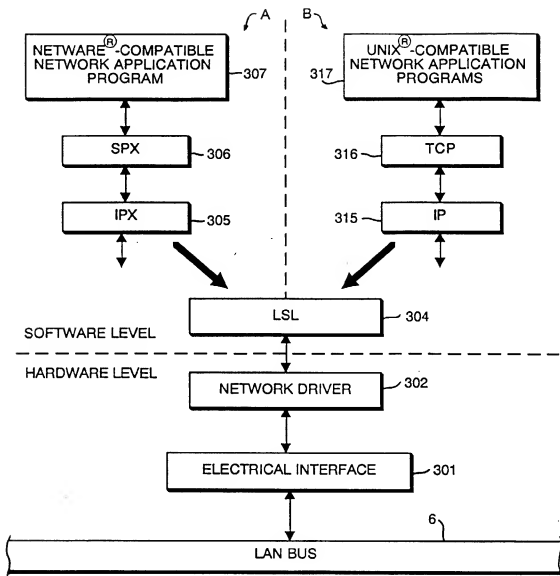 A
B
NETWARE®-COMPATIBLE
NETWORK APPLICATION
PROGRAM
307
UNIX®-COMPATIBLE
NETWORK APPLICATION
PROGRAMS
317
SPX
306
TCP
316
IPX
305
IP
315
LSL
304
SOFTWARE LEVEL
HARDWARE LEVEL
NETWORK DRIVER
302
ELECTRICAL INTERFACE
301
6
LAN BUS